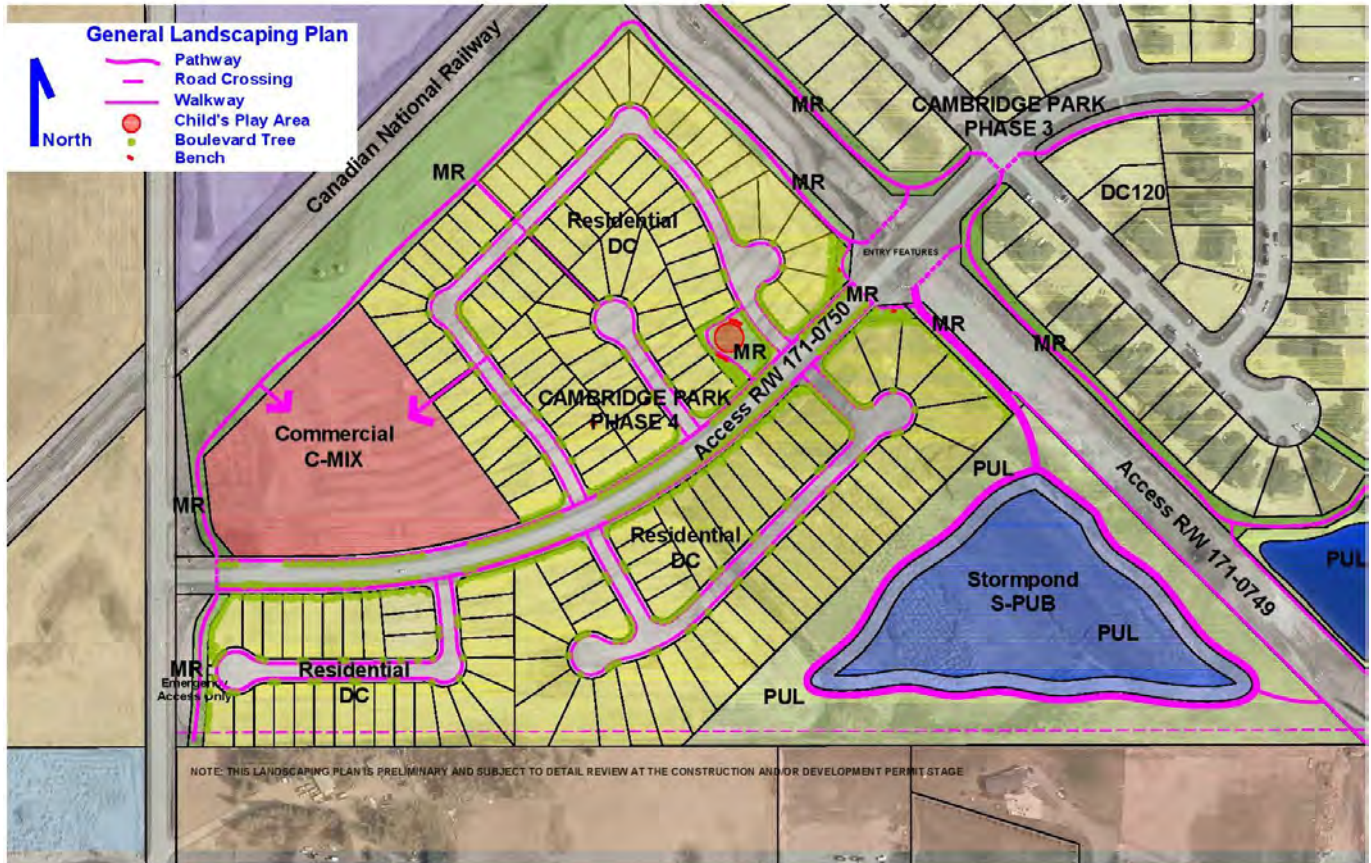 General Landscaping Plan
Pathway
Road Crossing
Walkway
Child's Play Area
Boulevard Tree
Bench
North
Canadian National Railway
MR
CAMBRIDGE PARK
PHASE 3
MR
MR
DC120
Residential
DC
ENTRY FEATURES
MR
MR
MR
MR
Access R/W 171-0750
CAMBRIDGE PARK
PHASE 4
Commercial
C-MIX
MR
PUL
Access R/W 171-0749
PUL
Residential
DC
Stormpond
S-PUB
PUL
MR
Emergency
Access Only
Residential
DC
PUL
NOTE: THIS LANDSCAPING PLAN IS PRELIMINARY AND SUBJECT TO DETAIL REVIEW AT THE CONSTRUCTION AND/OR DEVELOPMENT PERMIT STAGE